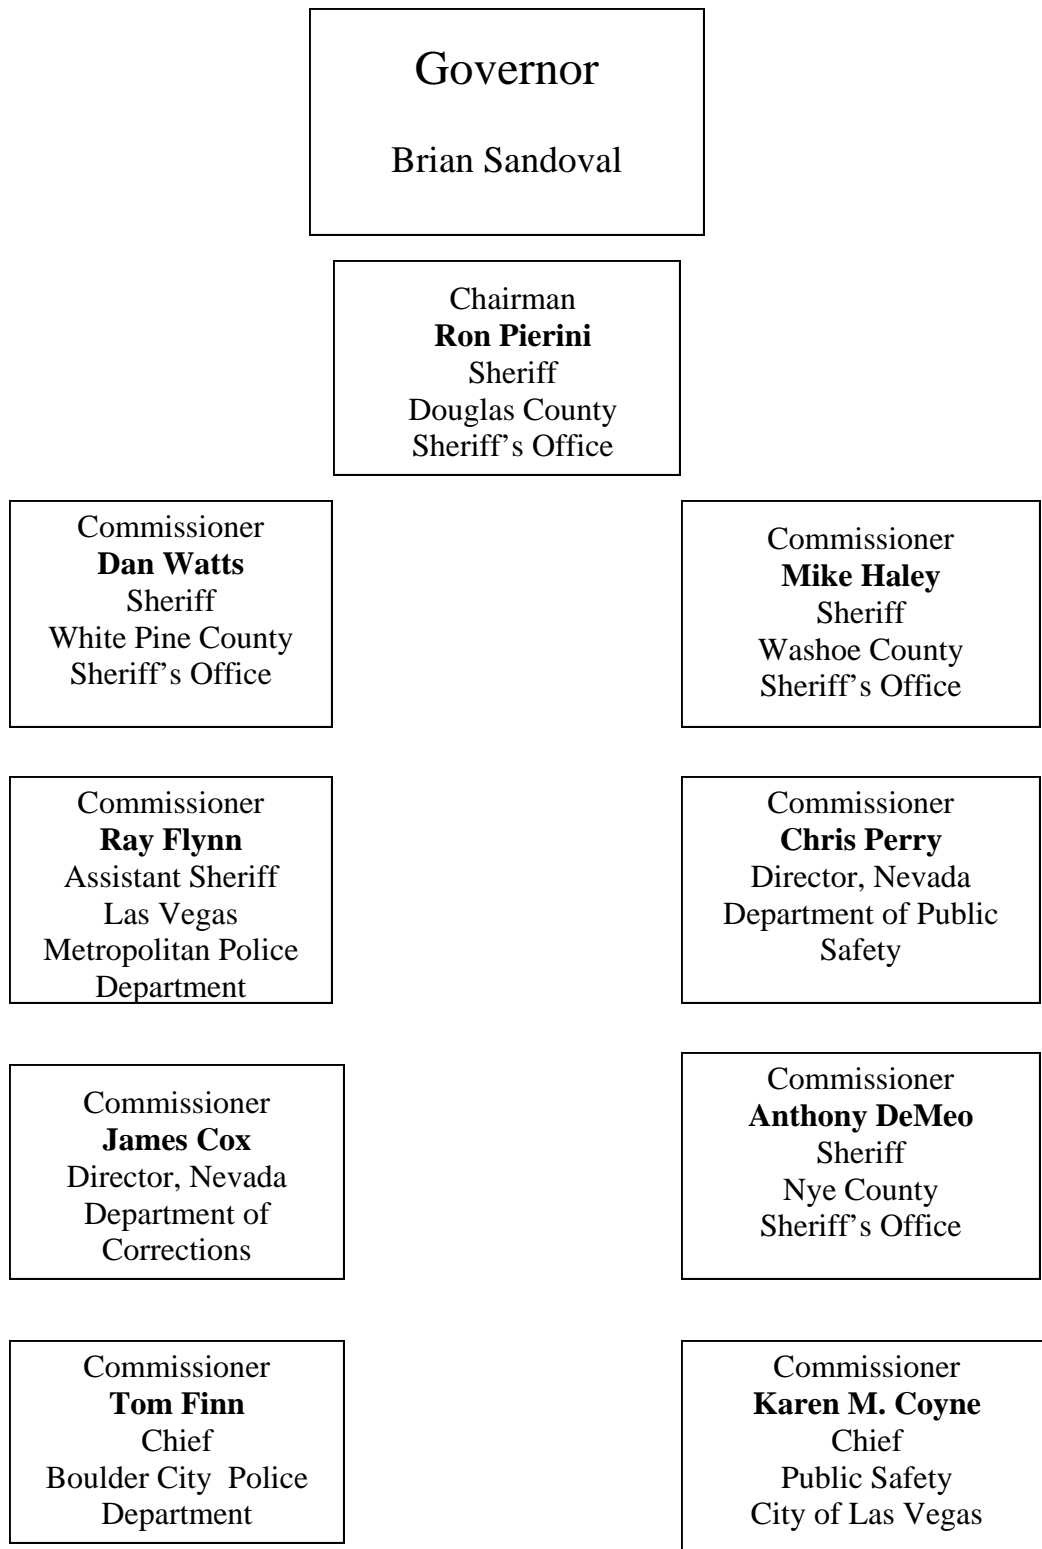 Governor
Brian Sandoval
Chairman
Ron Pierini
Sheriff
Douglas County
Sheriff’s Office
Commissioner
Dan Watts
Sheriff
White Pine County
Sheriff’s Office
Commissioner
Mike Haley
Sheriff
Washoe County
Sheriff’s Office
Commissioner
Ray Flynn
Assistant Sheriff
Las Vegas
Metropolitan Police
Department
Commissioner
Chris Perry
Director, Nevada
Department of Public
Safety
Commissioner
James Cox
Director, Nevada
Department of
Corrections
Commissioner
Anthony DeMeo
Sheriff
Nye County
Sheriff’s Office
Commissioner
Tom Finn
Chief
Boulder City  Police
Department
Commissioner
Karen M. Coyne
Chief
Public Safety
City of Las Vegas